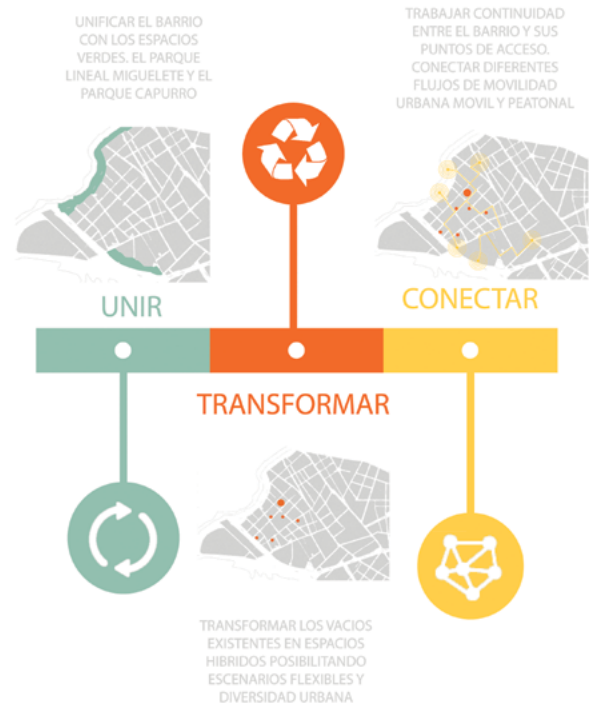 UNIFICAR EL BARRIO
CON LOS ESPACIOS
VERDES. EL PARQUE
LINEAL MIGUELETE Y EL
PARQUE CAPURRO
TRABAJAR CONTINUIDAD
ENTRE EL BARRIO Y SUS
PUNTOS DE ACCESO.
CONECTAR DIFERENTES
FLUJOS DE MOVILIDAD
URBANA MOVIL Y PEATONAL
UNIR
CONECTAR
TRANSFORMAR
TRANSFORMAR LOS VACIOS
EXISTENTES EN ESPACIOS
HIBRIDOS POSIBILITANDO
ESCENARIOS FLEXIBLES Y
DIVERSIDAD URBANA